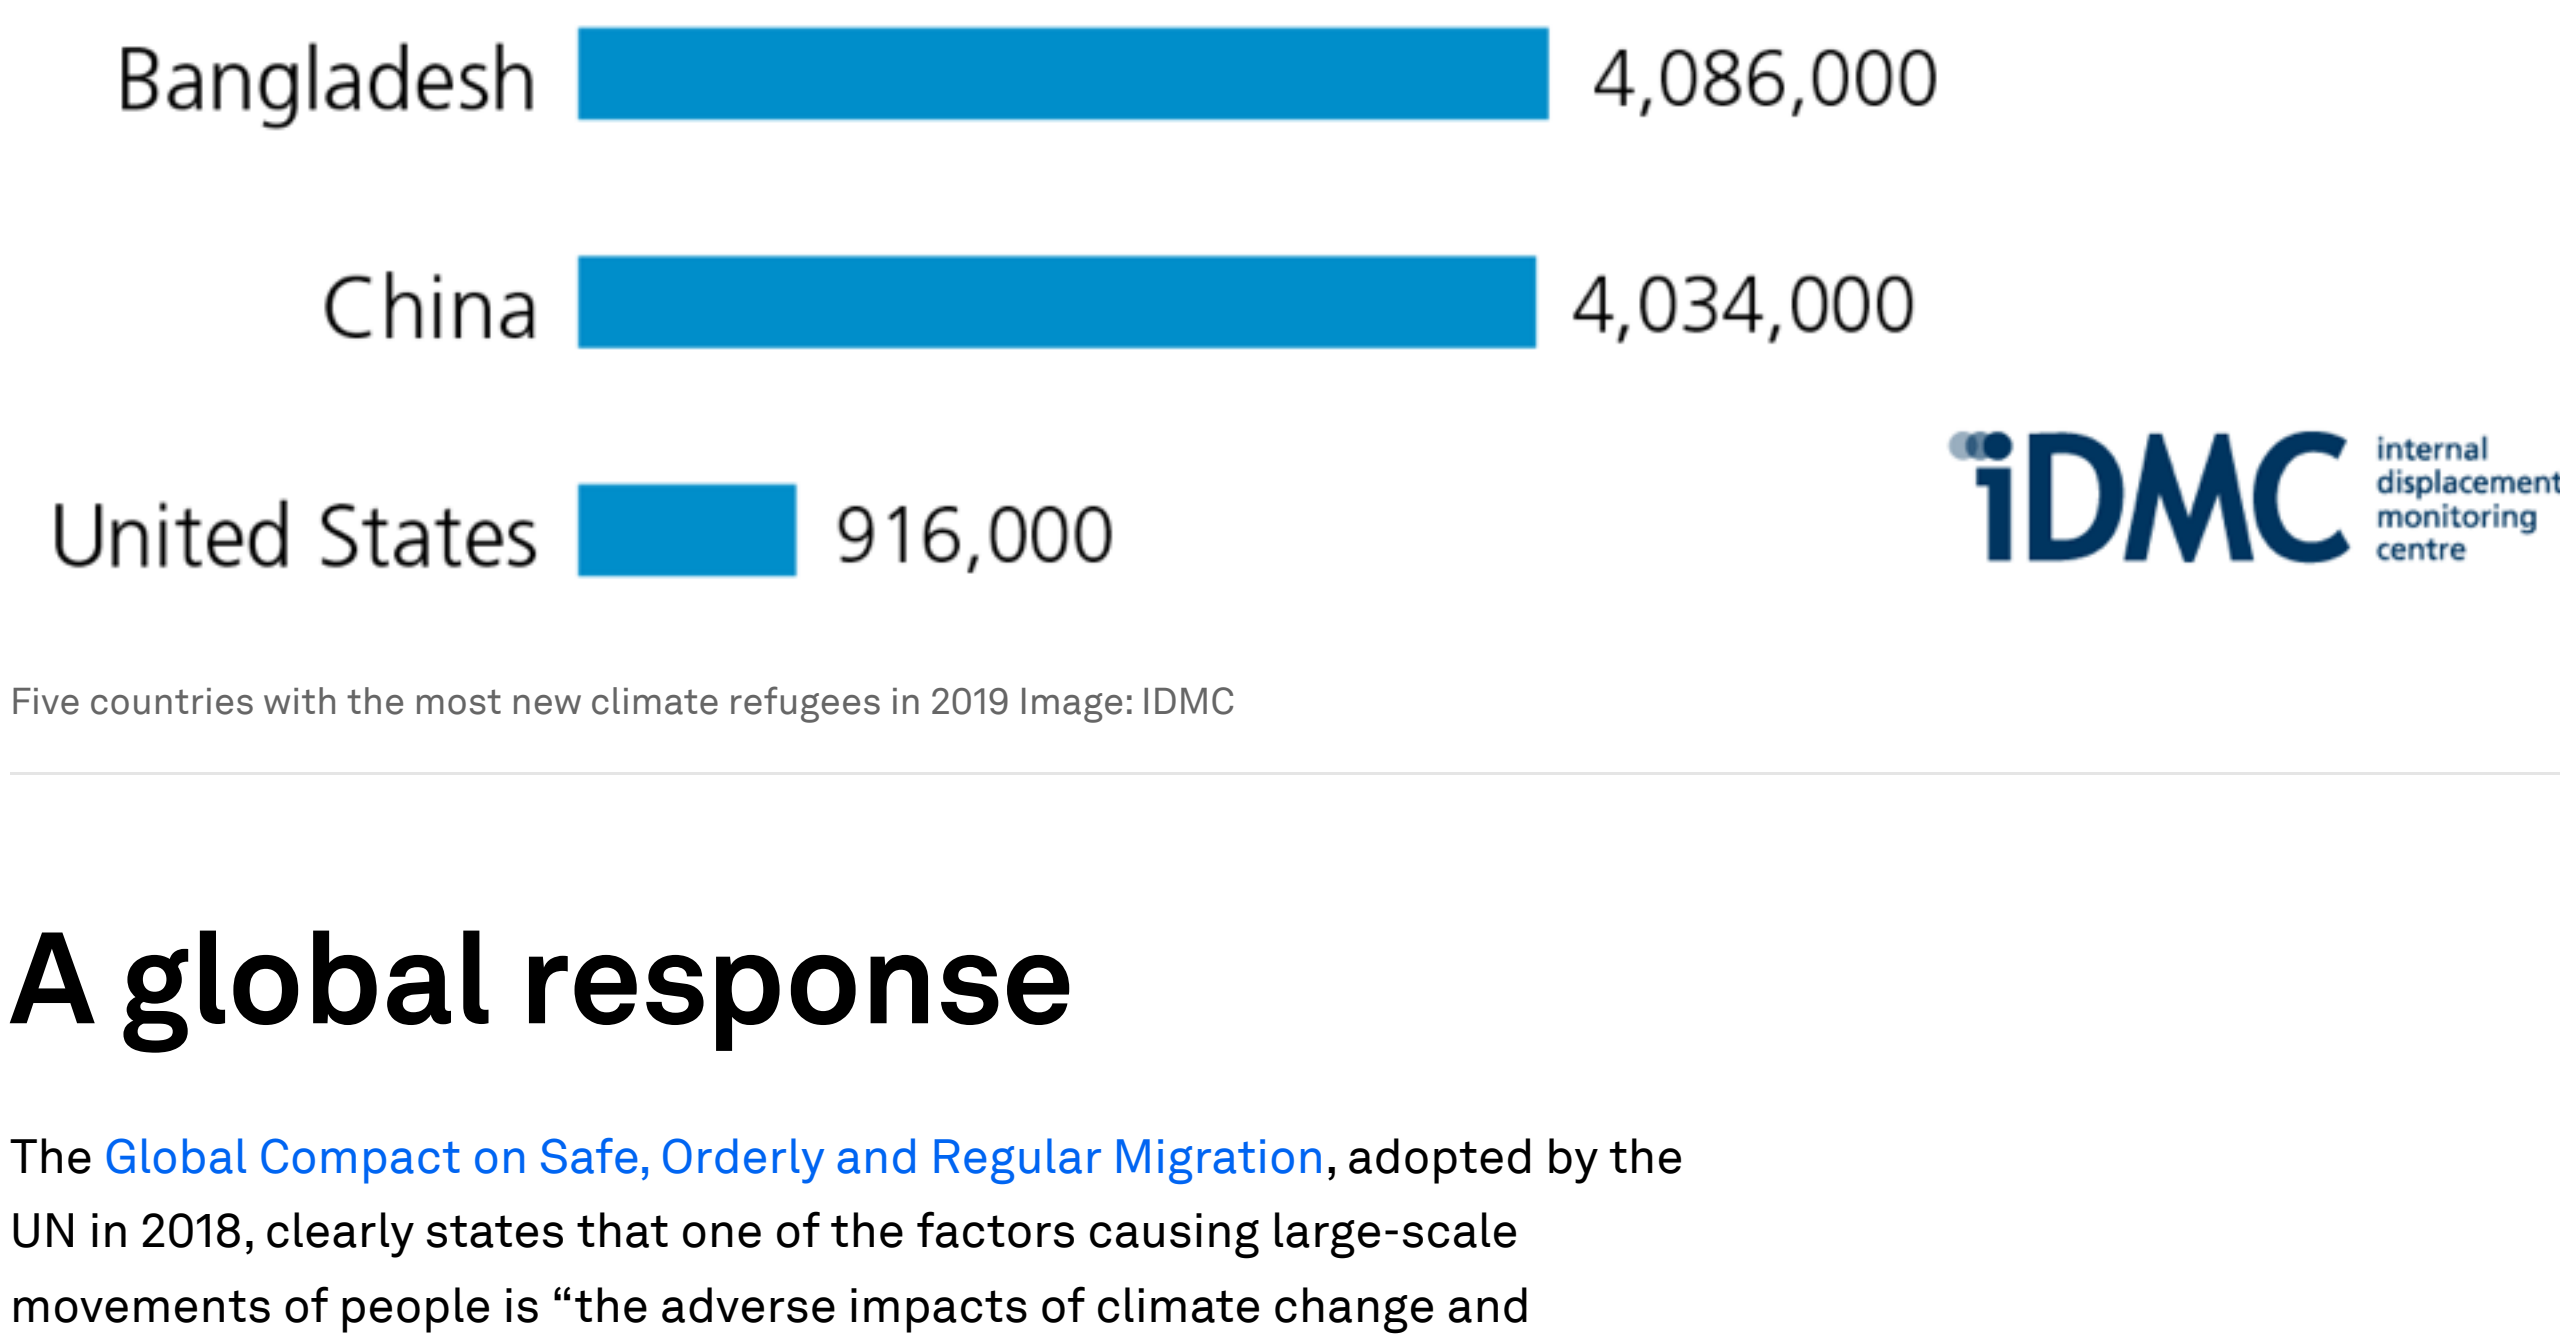 Bangladesh 4,086,000
China 4,034,000
United States 916,000
iDMC internal
displacement
monitoring
centre
Five countries with the most new climate refugees in 2019 Image: IDMC
A global response
The Global Compact on Safe, Orderly and Regular Migration, adopted by the
UN in 2018, clearly states that one of the factors causing large-scale
movements of people is “the adverse impacts of climate change and